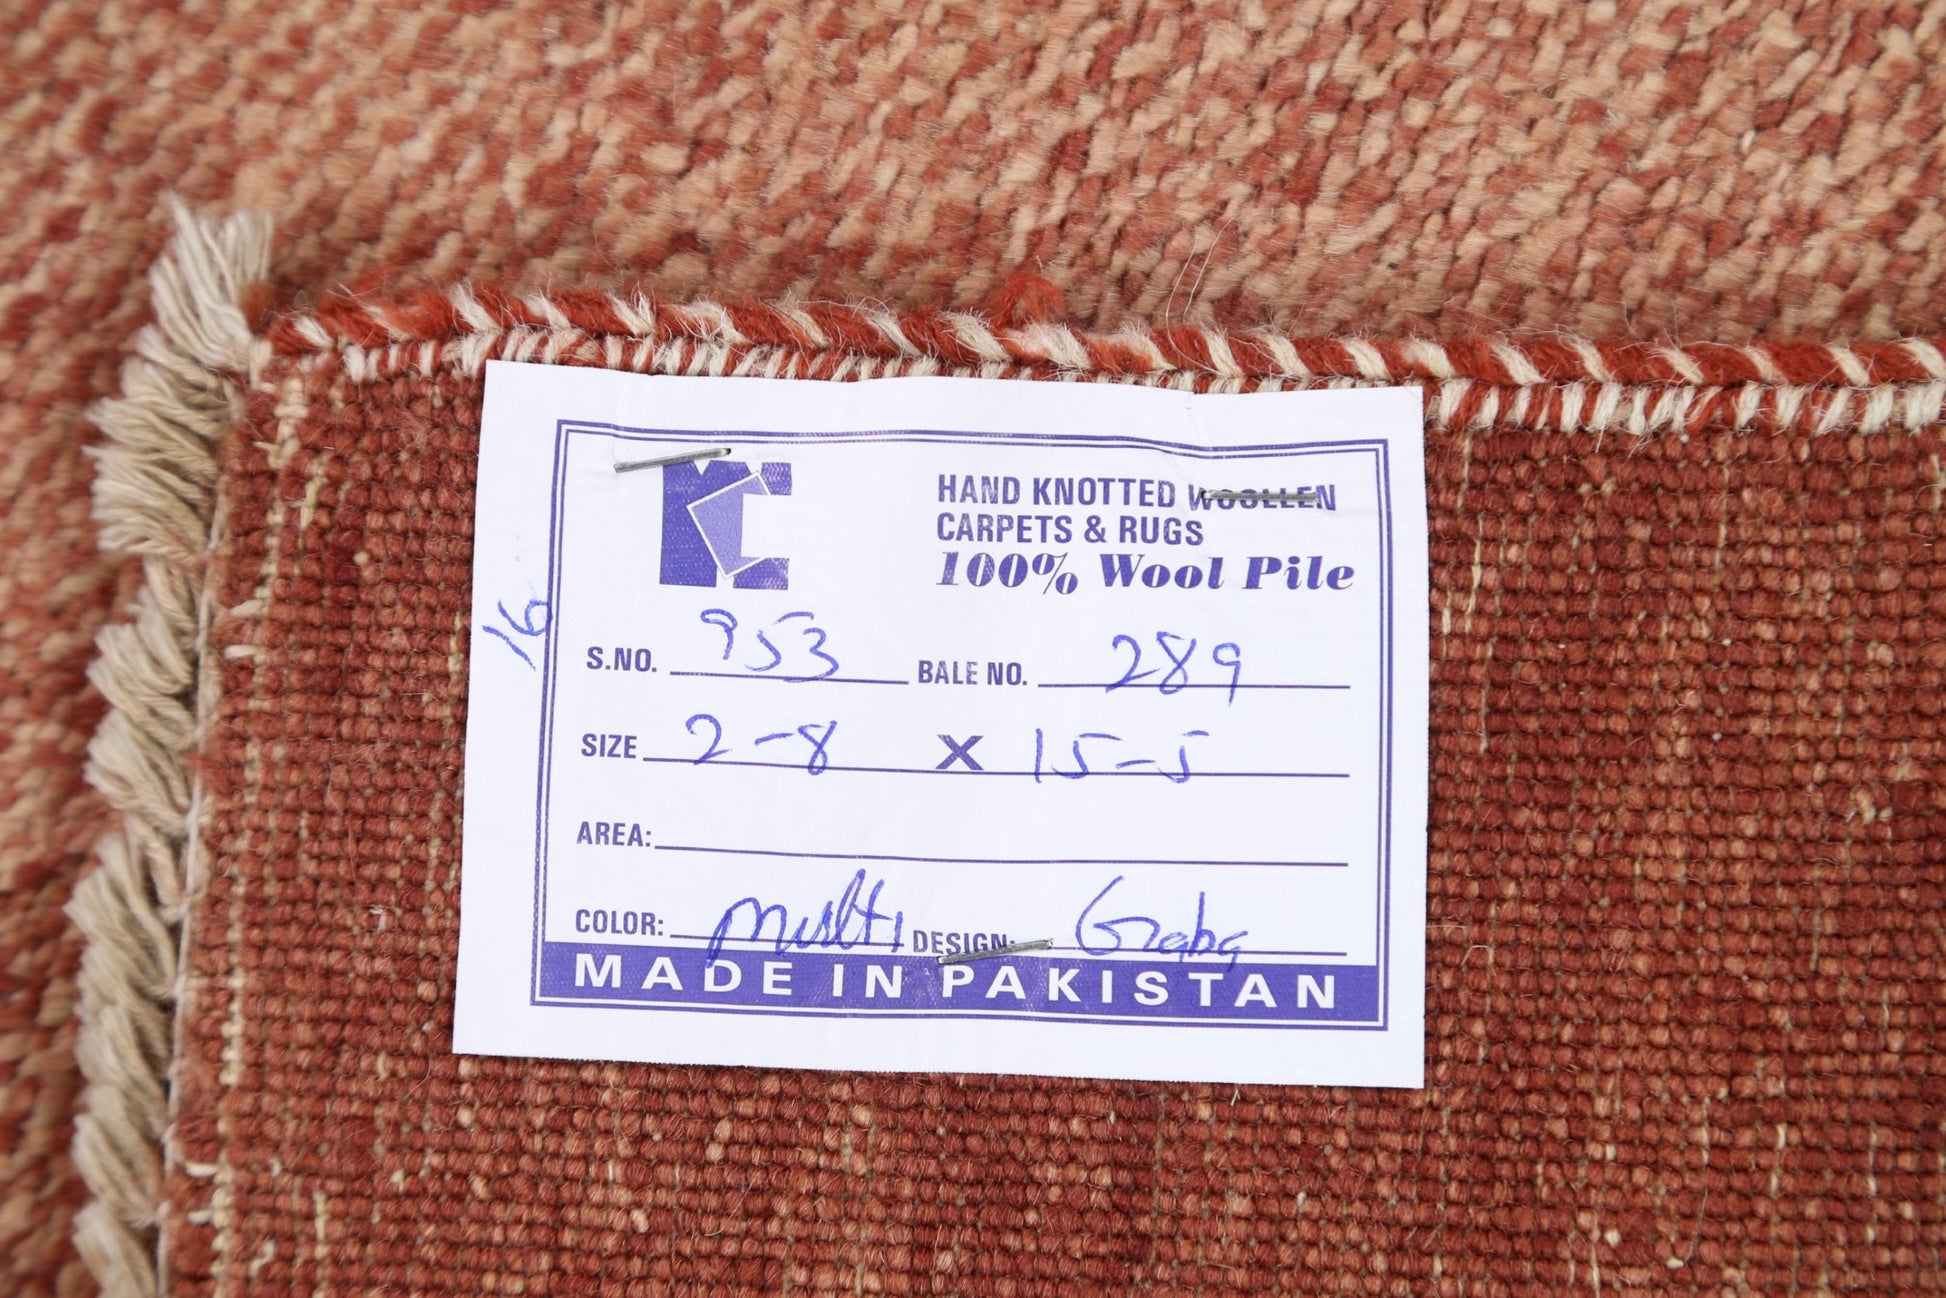 HAND KNOTTED WOOLLEN
CARPETS & RUGS
100% Wool Pile
16
S.NO. 953 BALE NO. 289
SIZE 2-8 X 15-5
AREA:
COLOR: multi DESIGN: Gaba
MADE IN PAKISTAN